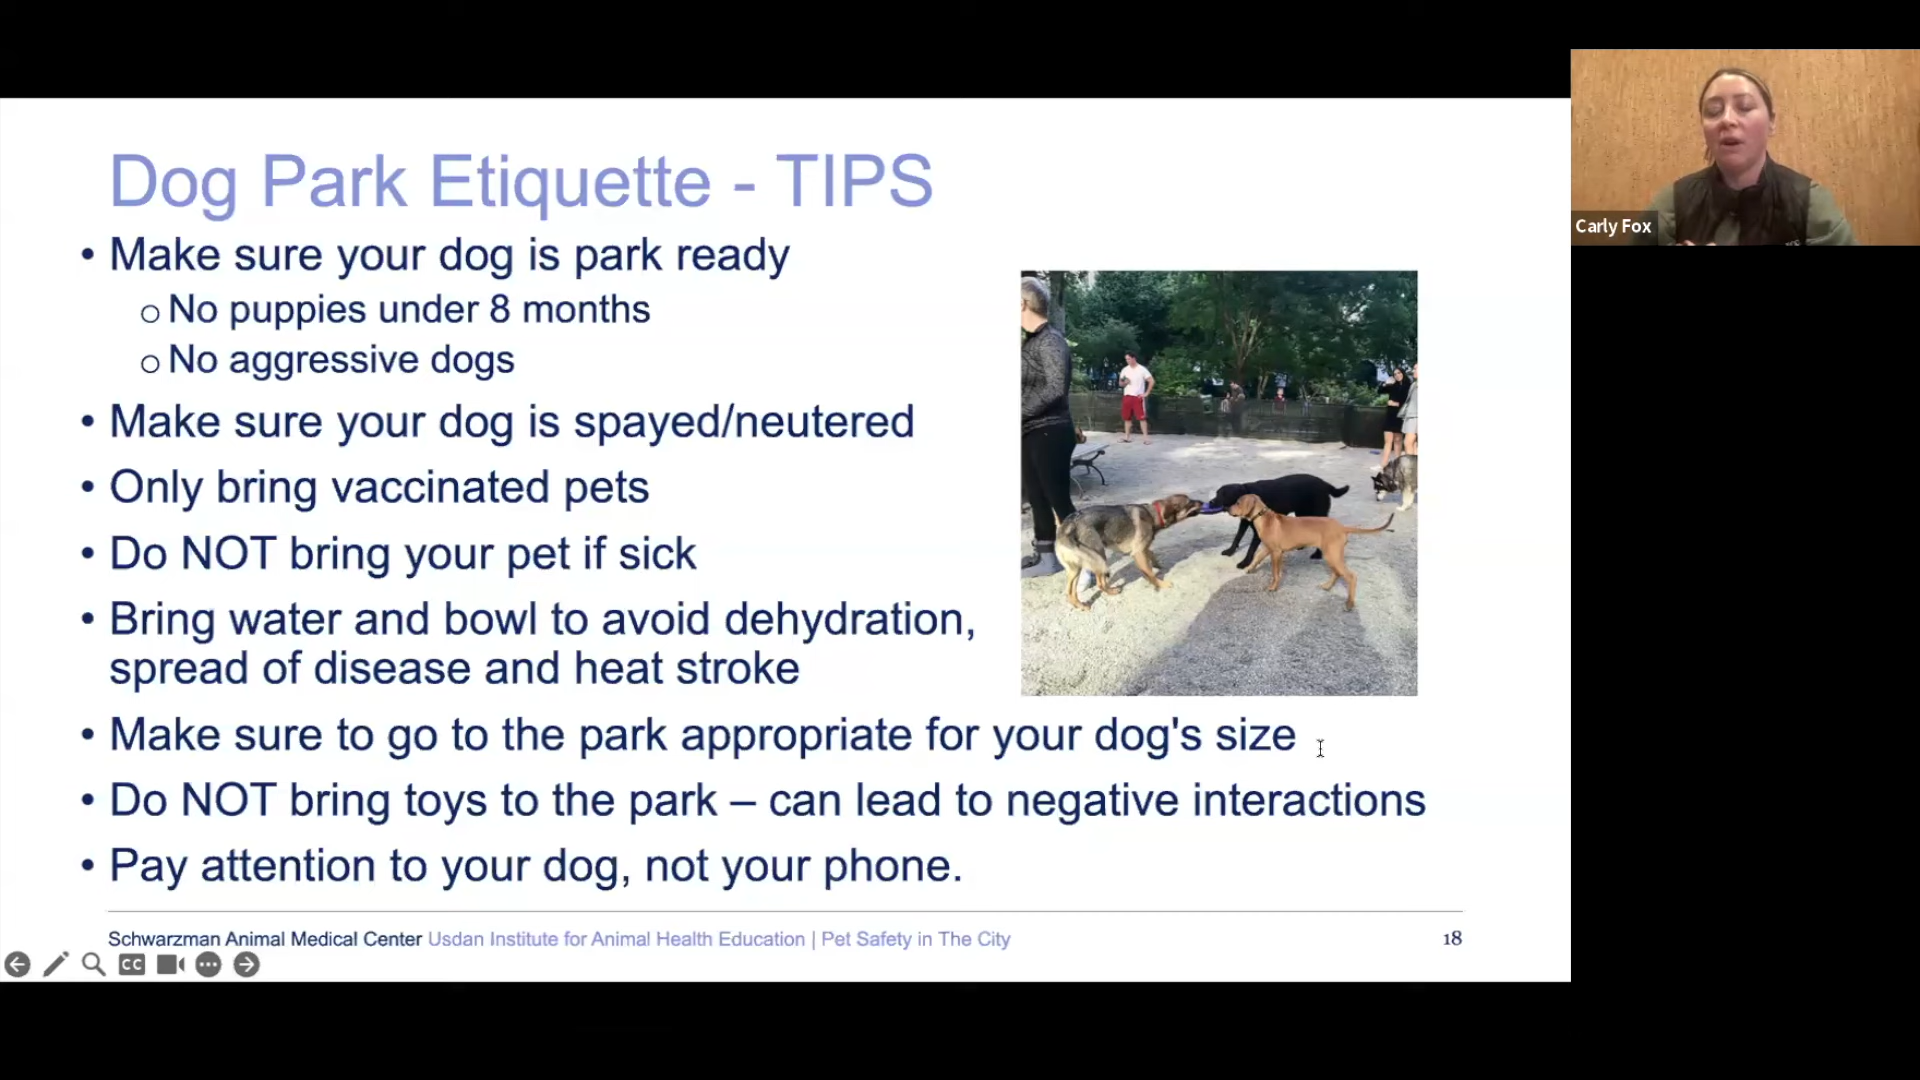 Dog Park Etiquette - TIPS
• Make sure your dog is park ready
o No puppies under 8 months
o No aggressive dogs
• Make sure your dog is spayed/neutered
• Only bring vaccinated pets
• Do NOT bring your pet if sick
• Bring water and bowl to avoid dehydration,
spread of disease and heat stroke
• Make sure to go to the park appropriate for your dog's size
• Do NOT bring toys to the park – can lead to negative interactions
• Pay attention to your dog, not your phone.
Schwarzman Animal Medical Center Usdan Institute for Animal Health Education | Pet Safety in The City
18
CC
Carly Fox